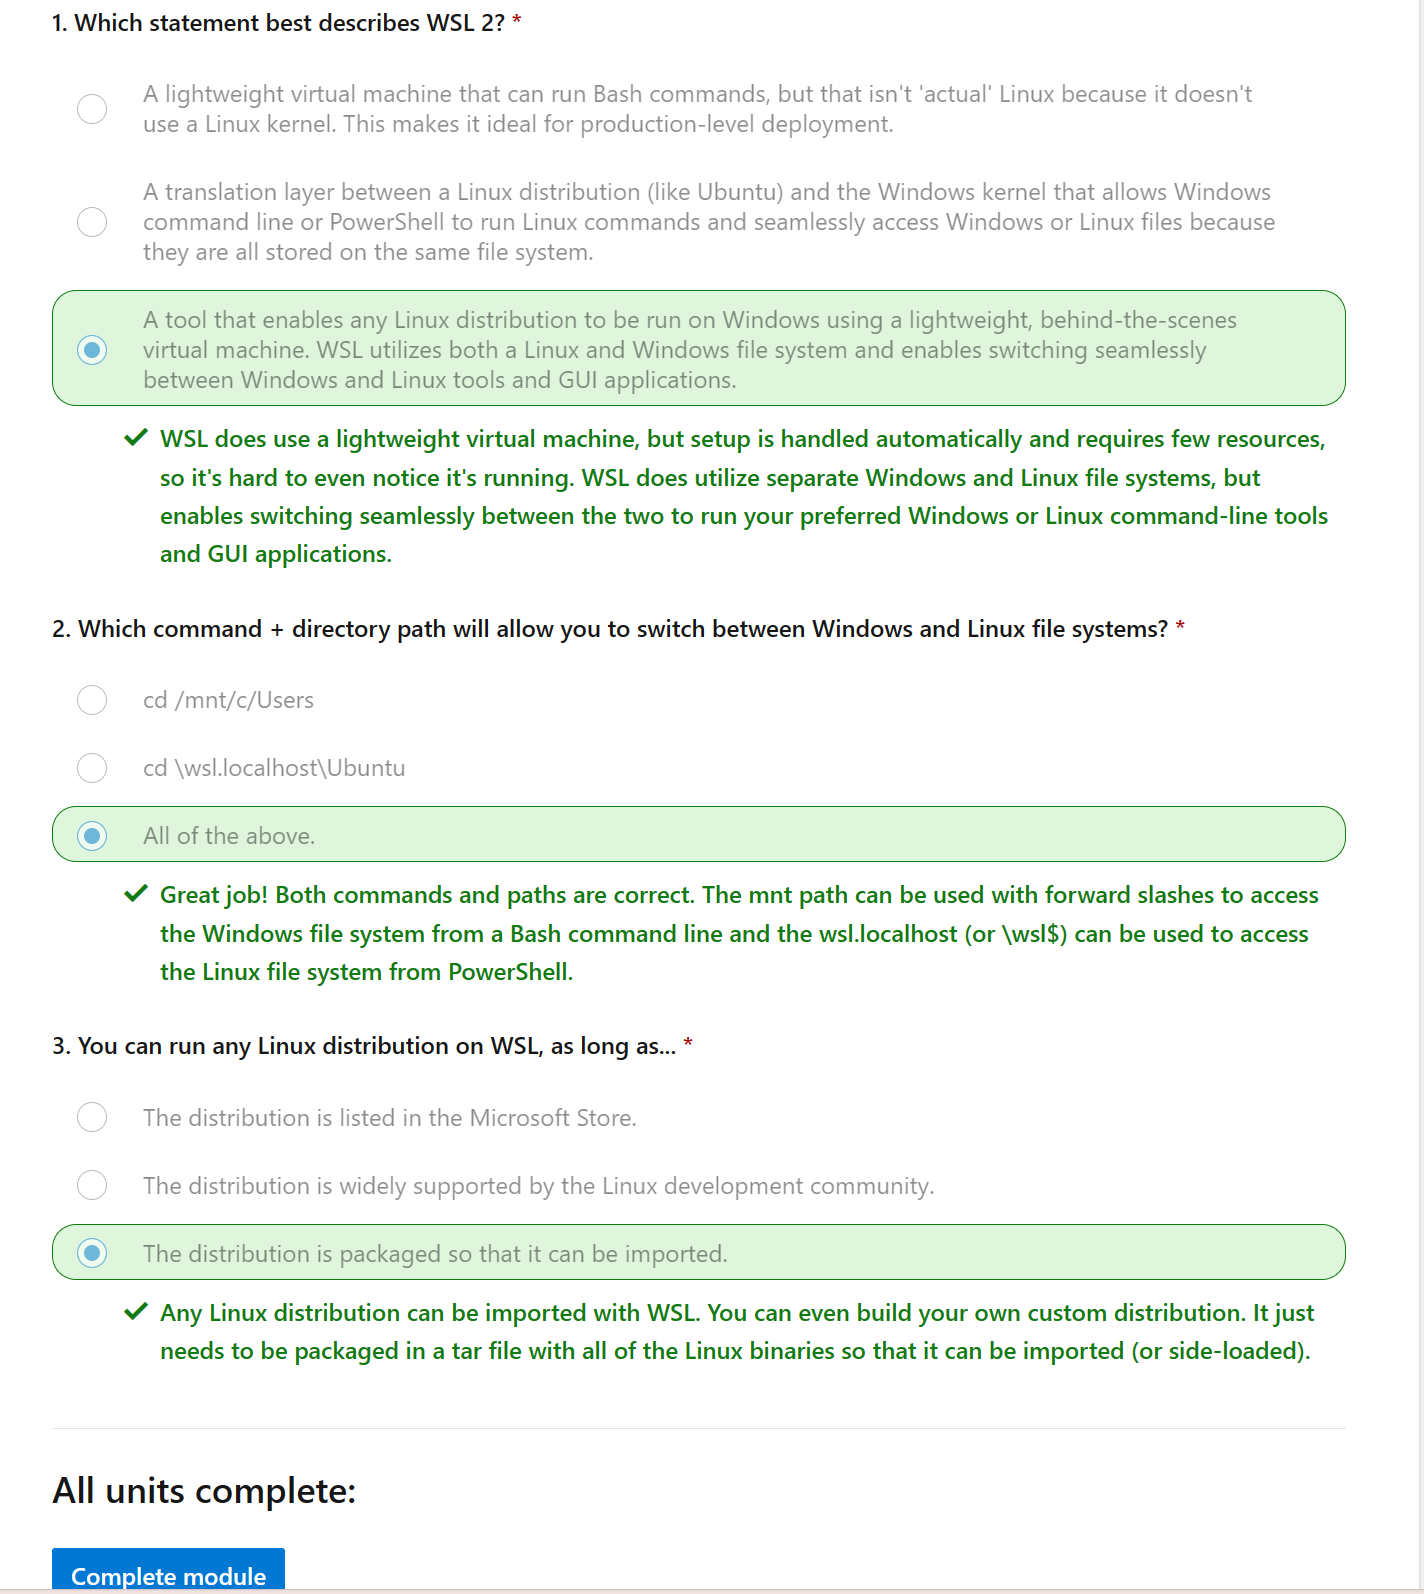 1. Which statement best describes WSL 2? *
A lightweight virtual machine that can run Bash commands, but that isn't 'actual' Linux because it doesn't
use a Linux kernel. This makes it ideal for production-level deployment.
A translation layer between a Linux distribution (like Ubuntu) and the Windows kernel that allows Windows
command line or PowerShell to run Linux commands and seamlessly access Windows or Linux files because
they are all stored on the same file system.
A tool that enables any Linux distribution to be run on Windows using a lightweight, behind-the-scenes
virtual machine. WSL utilizes both a Linux and Windows file system and enables switching seamlessly
between Windows and Linux tools and GUI applications.
WSL does use a lightweight virtual machine, but setup is handled automatically and requires few resources,
so it's hard to even notice it's running. WSL does utilize separate Windows and Linux file systems, but
enables switching seamlessly between the two to run your preferred Windows or Linux command-line tools
and GUI applications.
2. Which command + directory path will allow you to switch between Windows and Linux file systems? *
cd /mnt/c/Users
cd \wsl.localhost\Ubuntu
All of the above.
Great job! Both commands and paths are correct. The mnt path can be used with forward slashes to access
the Windows file system from a Bash command line and the wsl.localhost (or \wsl$) can be used to access
the Linux file system from PowerShell.
3. You can run any Linux distribution on WSL, as long as... *
The distribution is listed in the Microsoft Store.
The distribution is widely supported by the Linux development community.
The distribution is packaged so that it can be imported.
Any Linux distribution can be imported with WSL. You can even build your own custom distribution. It just
needs to be packaged in a tar file with all of the Linux binaries so that it can be imported (or side-loaded).
All units complete:
Complete module